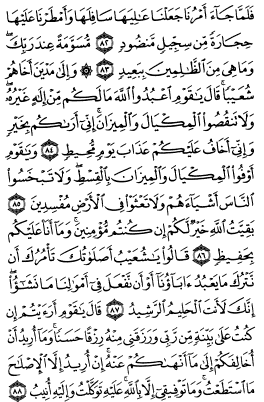 فَلَمَّا جَآءَ أَمْرُنَا جَعَلْنَا عَٰلِيَهَا سَافِلَهَا وَأَمْطَرْنَا عَلَيْهَا
حِجَارَةً مِّن سِجِّيلٍ مَّنضُودٍ ۝٨٢ مُّسَوَّمَةً عِندَ رَبِّكَۖ
وَمَا هِيَ مِنَ ٱلظَّٰلِمِينَ بِبَعِيدٍ ۝٨٣ ۞ وَإِلَىٰ مَدْيَنَ أَخَاهُمْ
شُعَيْبًاۚ قَالَ يَٰقَوْمِ ٱعْبُدُوا۟ ٱللَّهَ مَا لَكُم مِّنْ إِلَٰهٍ غَيْرُهُۥۖ
وَلَا تَنقُصُوا۟ ٱلْمِكْيَالَ وَٱلْمِيزَانَۚ إِنِّىٓ أَرَىٰكُم بِخَيْرٍ
وَإِنِّىٓ أَخَافُ عَلَيْكُمْ عَذَابَ يَوْمٍ مُّحِيطٍ ۝٨٤ وَيَٰقَوْمِ
أَوْفُوا۟ ٱلْمِكْيَالَ وَٱلْمِيزَانَ بِٱلْقِسْطِۖ وَلَا تَبْخَسُوا۟
ٱلنَّاسَ أَشْيَآءَهُمْ وَلَا تَعْثَوْا۟ فِى ٱلْأَرْضِ مُفْسِدِينَ ۝٨٥
بَقِيَّتُ ٱللَّهِ خَيْرٌ لَّكُمْ إِن كُنتُم مُّؤْمِنِينَۚ وَمَآ أَنَا۠ عَلَيْكُم
بِحَفِيظٍ ۝٨٦ قَالُوا۟ يَٰشُعَيْبُ أَصَلَوٰتُكَ تَأْمُرُكَ أَن
نَّتْرُكَ مَا يَعْبُدُ ءَابَآؤُنَآ أَوْ أَن نَّفْعَلَ فِىٓ أَمْوَٰلِنَا مَا نَشَٰٓؤُا۟ۖ
إِنَّكَ لَأَنتَ ٱلْحَلِيمُ ٱلرَّشِيدُ ۝٨٧ قَالَ يَٰقَوْمِ أَرَءَيْتُمْ إِن
كُنتُ عَلَىٰ بَيِّنَةٍ مِّن رَّبِّى وَرَزَقَنِى مِنْهُ رِزْقًا حَسَنًاۚ وَمَآ أُرِيدُ أَنْ
أُخَالِفَكُمْ إِلَىٰ مَآ أَنْهَىٰكُمْ عَنْهُۚ إِنْ أُرِيدُ إِلَّا ٱلْإِصْلَٰحَ
مَا ٱسْتَطَعْتُۚ وَمَا تَوْفِيقِىٓ إِلَّا بِٱللَّهِۚ عَلَيْهِ تَوَكَّلْتُ وَإِلَيْهِ أُنِيبُ ۝٨٨